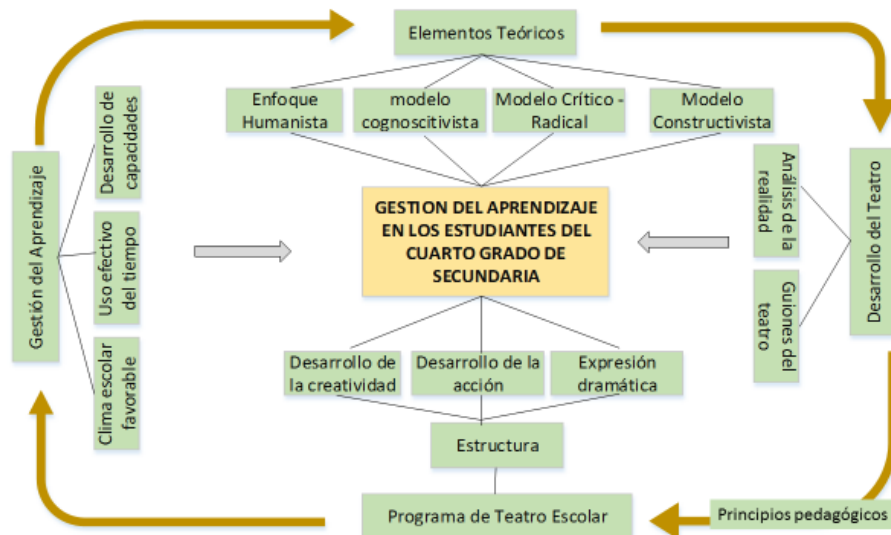 Elementos Teóricos
Enfoque
Humanista
modelo
cognoscitivista
Modelo Crítico -
Radical
Modelo
Constructivista
Gestión del Aprendizaje
Desarrollo de
capacidades
Uso efectivo
del tiempo
Clima escolar
favorable
GESTION DEL APRENDIZAJE
EN LOS ESTUDIANTES DEL
CUARTO GRADO DE
SECUNDARIA
Análisis de la
realidad
Guiones del
teatro
Desarrollo del Teatro
Desarrollo de
la creatividad
Desarrollo de la
acción
Expresión
dramática
Estructura
Programa de Teatro Escolar
Principios pedagógicos